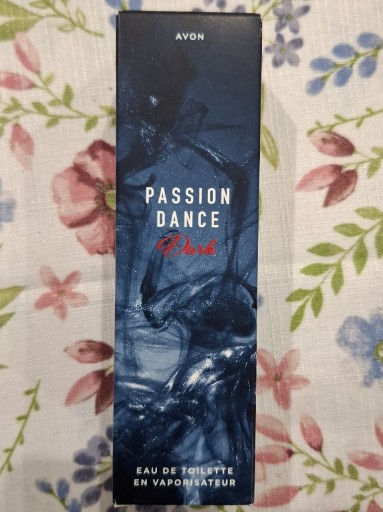 AVON
PASSION
DANCE
Dark
EAU DE TOILETTE
EN VAPORISATEUR